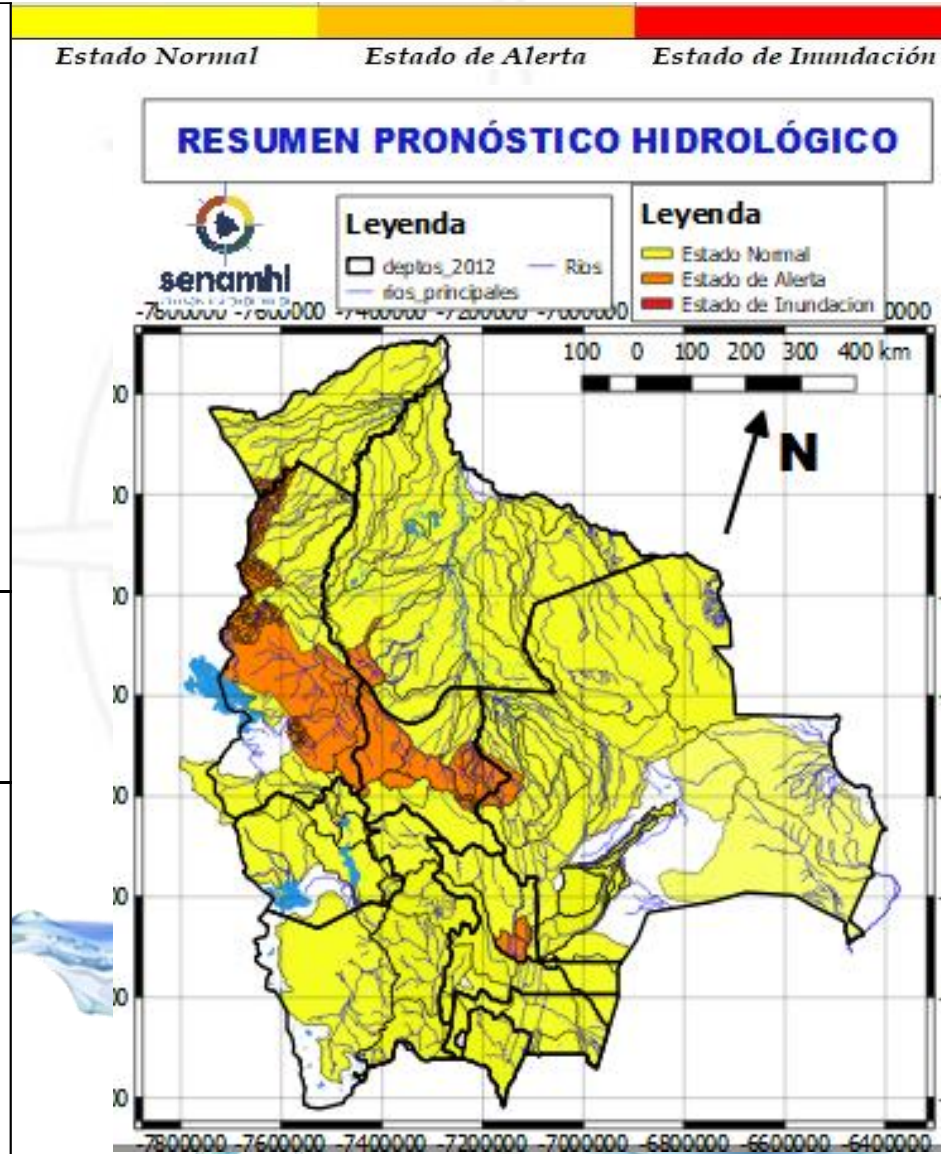 Estado Normal Estado de Alerta Estado de Inundación
RESUMEN PRONÓSTICO HIDROLÓGICO
senamhi
Leyenda
deptos_2012 Rios
rios_principales
Leyenda
Estado Normal
Estado de Alerta
Estado de Inundacion
-7800000 -7600000 -7400000 -7200000 -7000000
100 0 100 200 300 400 km
N
-7800000 -7600000 -7400000 -7200000 -7000000 -6800000 -6600000 -6400000